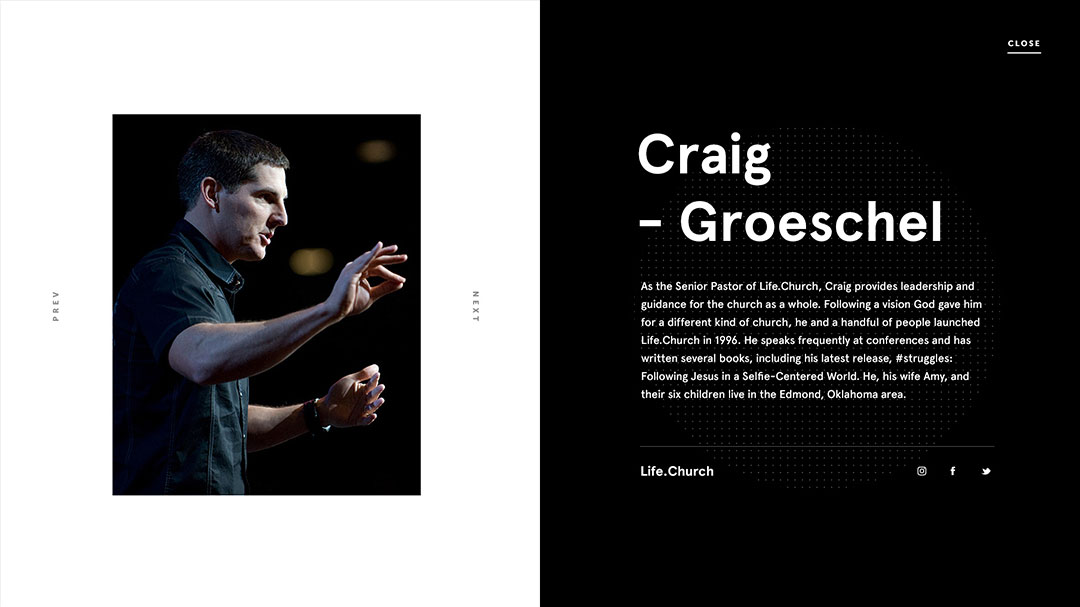 CLOSE
PREV
NEXT
Craig
– Groeschel
As the Senior Pastor of Life.Church, Craig provides leadership and
guidance for the church as a whole. Following a vision God gave him
for a different kind of church, he and a handful of people launched
Life.Church in 1996. He speaks frequently at conferences and has
written several books, including his latest release, #struggles:
Following Jesus in a Selfie-Centered World. He, his wife Amy, and
their six children live in the Edmond, Oklahoma area.
Life.Church